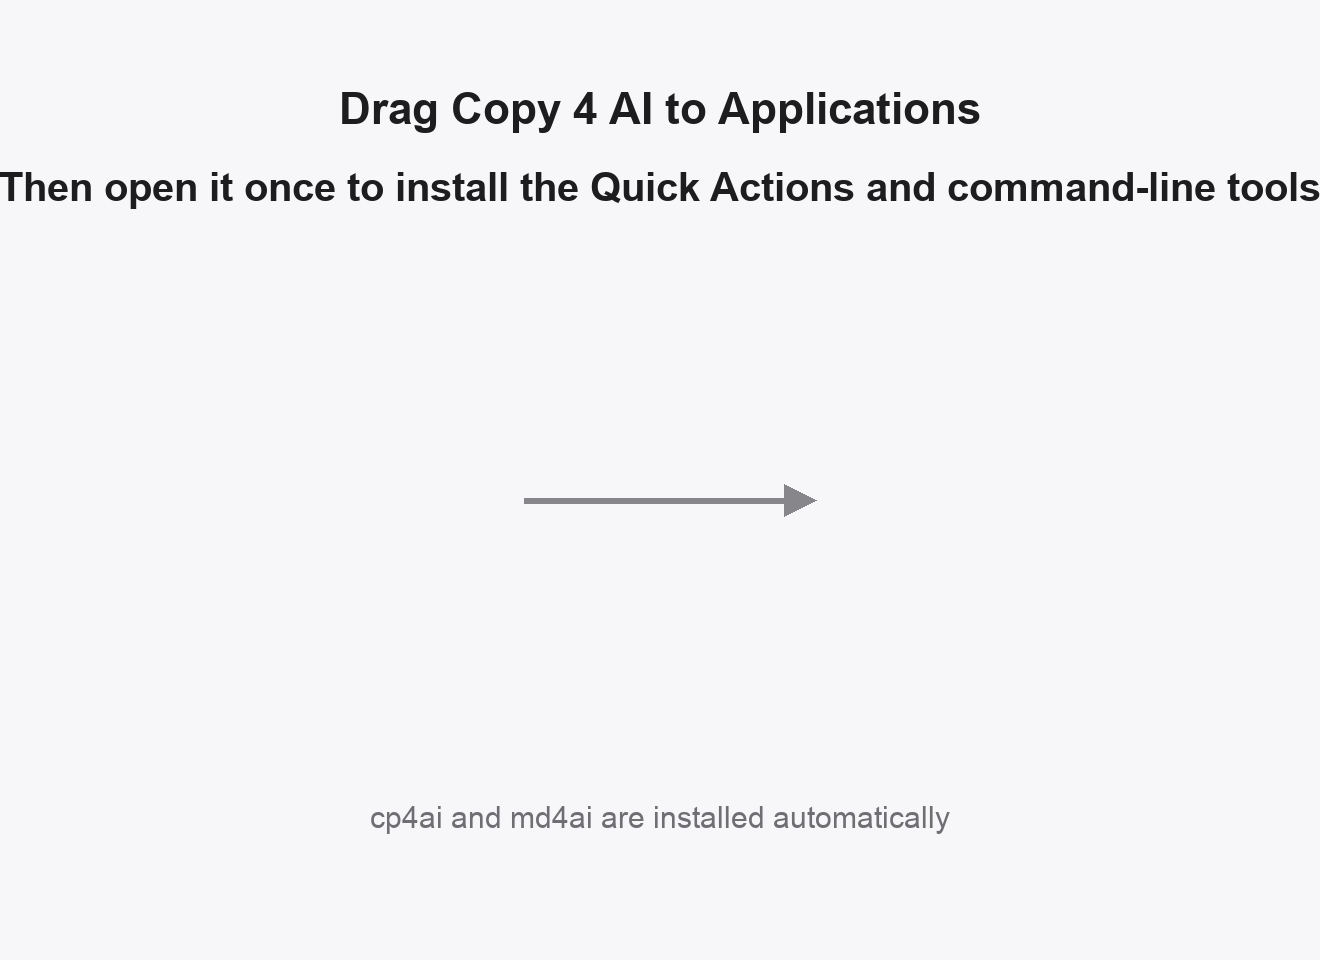 Drag Copy 4 AI to Applications
Then open it once to install the Quick Actions and command-line tools
cp4ai and md4ai are installed automatically